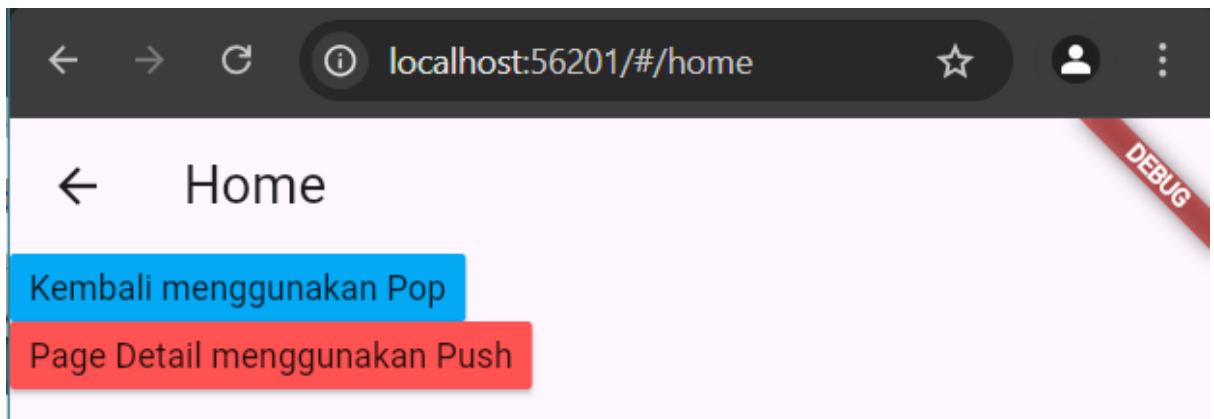 localhost:56201/#/home
Home
DEBUG
Kembali menggunakan Pop
Page Detail menggunakan Push